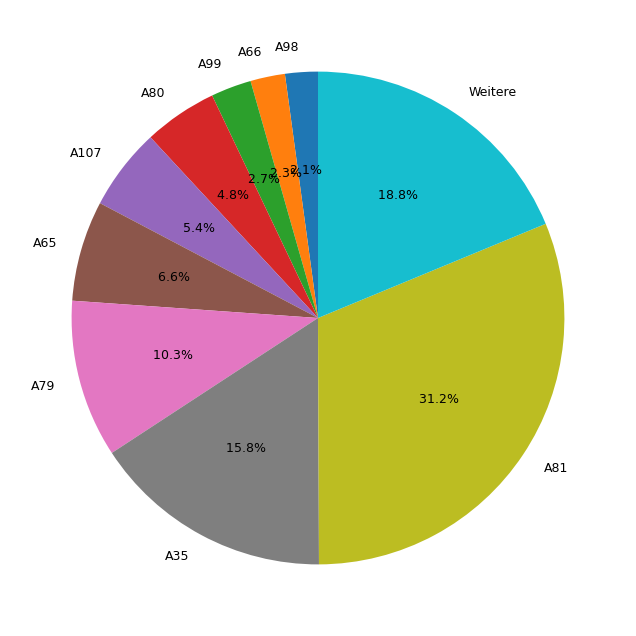 A98
A66
A99
A80
Weitere
A107
2.1%
2.3%
2.7%
4.8%
18.8%
5.4%
A65
6.6%
10.3%
A79
31.2%
15.8%
A81
A35